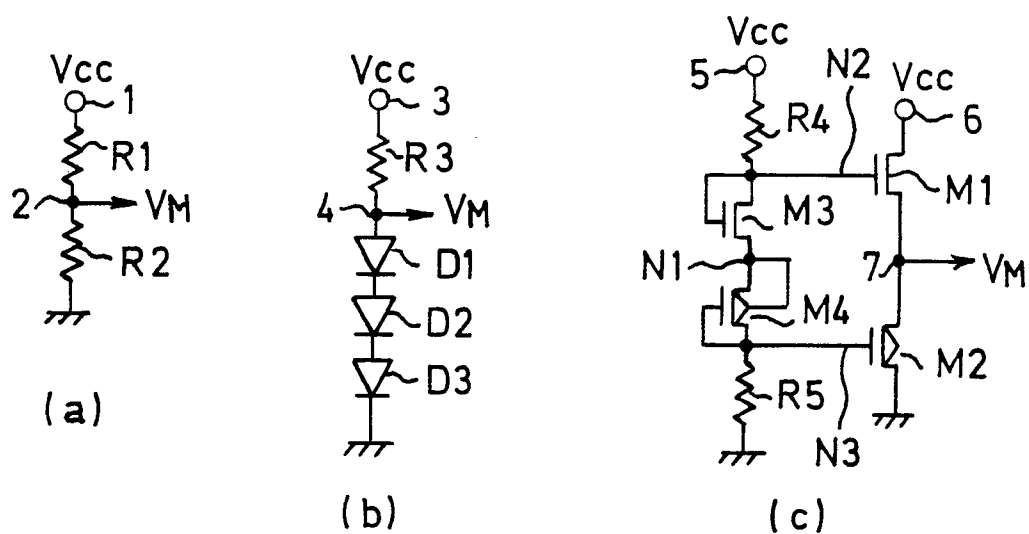 Vcc
1
R1
2
VM
R2
(a)
Vcc
3
R3
4
VM
D1
D2
D3
(b)
Vcc
5
R4
N2
Vcc
6
M1
M3
N1
7
VM
M4
M2
R5
N3
(c)